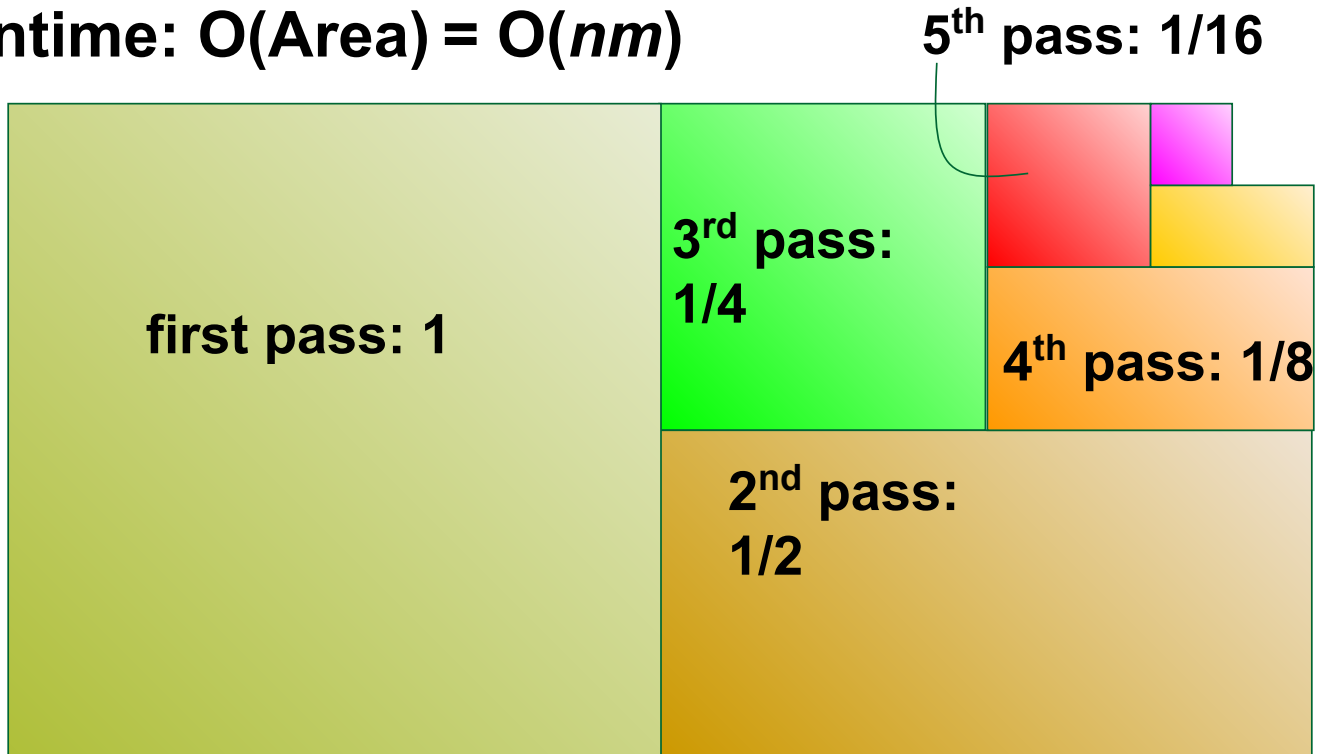 ntime: O(Area) = O(nm)
5th pass: 1/16
first pass: 1
3rd pass:
1/4
4th pass: 1/8
2nd pass:
1/2